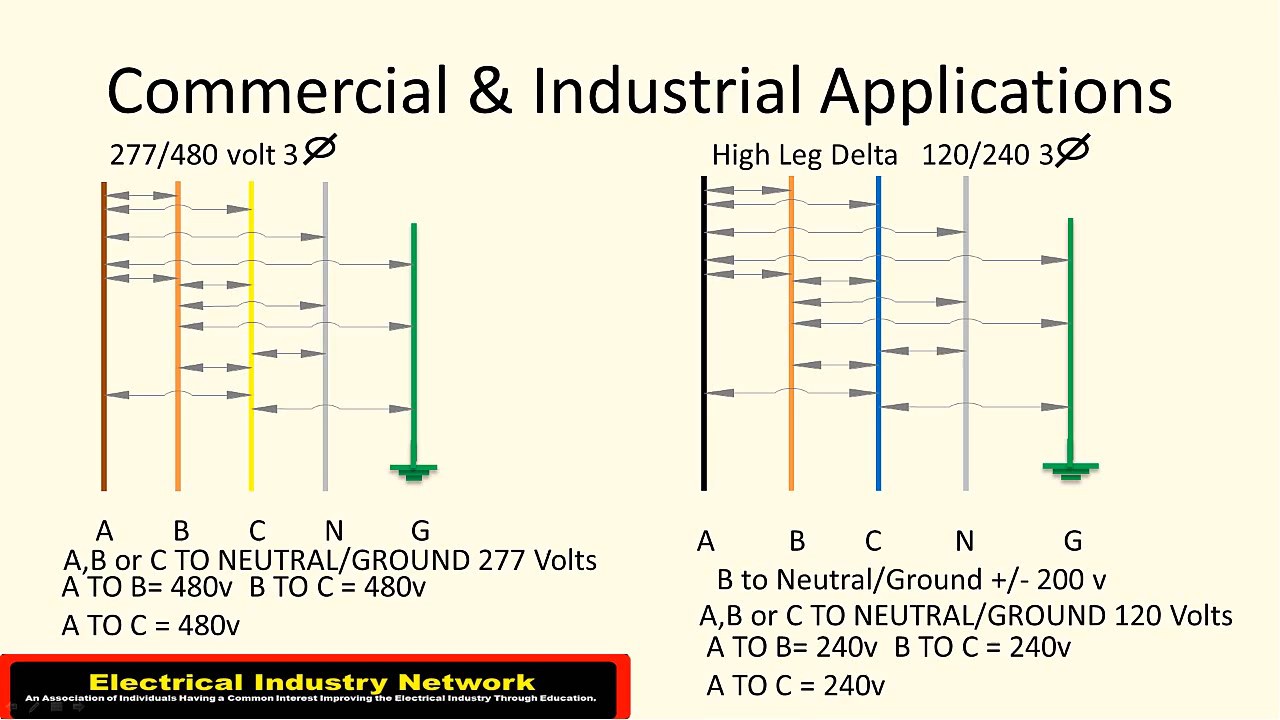 Commercial & Industrial Applications
277/480 volt 3∅
High Leg Delta 120/240 3∅
A B C N G
A,B or C TO NEUTRAL/GROUND 277 Volts
A TO B= 480v B TO C = 480v
A TO C = 480v
A B C N G
B to Neutral/Ground +/- 200 v
A,B or C TO NEUTRAL/GROUND 120 Volts
A TO B= 240v B TO C = 240v
A TO C = 240v
Electrical Industry Network
An Association of Individuals Having a Common Interest Improving the Electrical Industry Through Education.